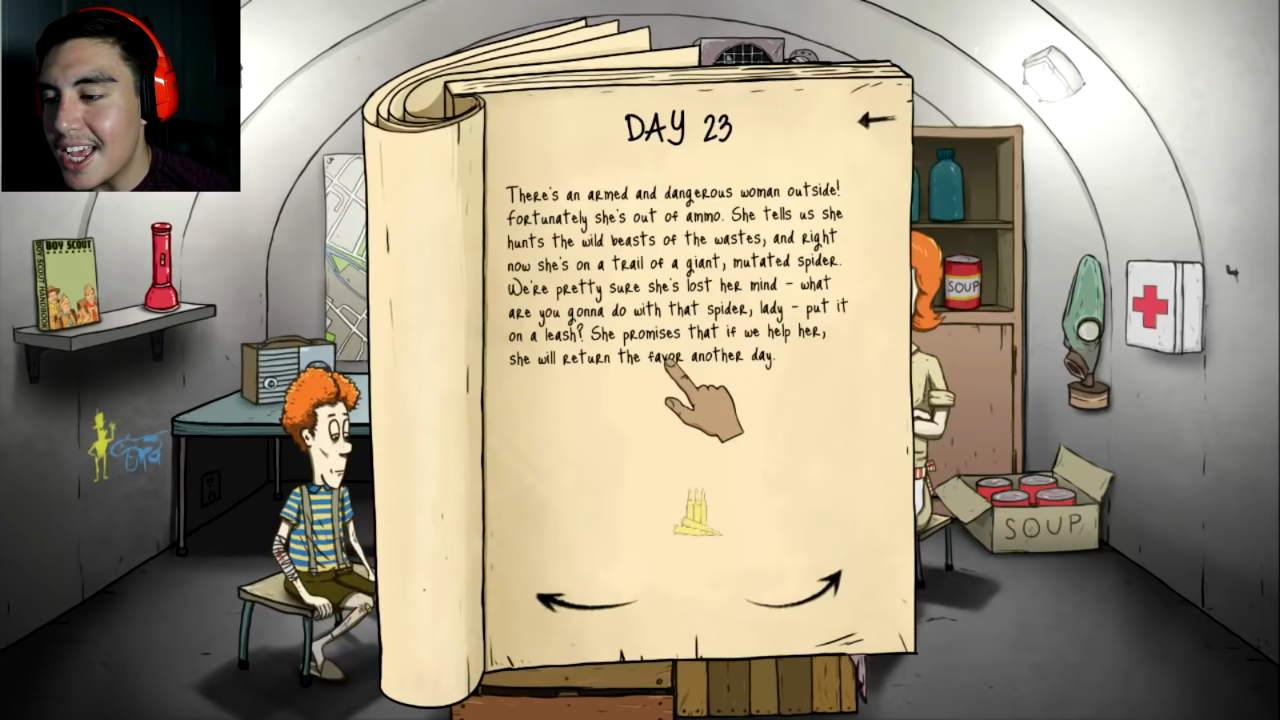 DAY 23
There's an armed and dangerous woman outside!
Fortunately she's out of ammo. She tells us she
hunts the wild beasts of the wastes, and right
now she's on a trail of a giant, mutated spider.
We're pretty sure she's lost her mind - what
are you gonna do with that spider, lady - put it
on a leash? She promises that if we help her,
she will return the favor another day.
BOY SCOUT
BOY SCOUT HANDBOOK
SOUP
SOUP